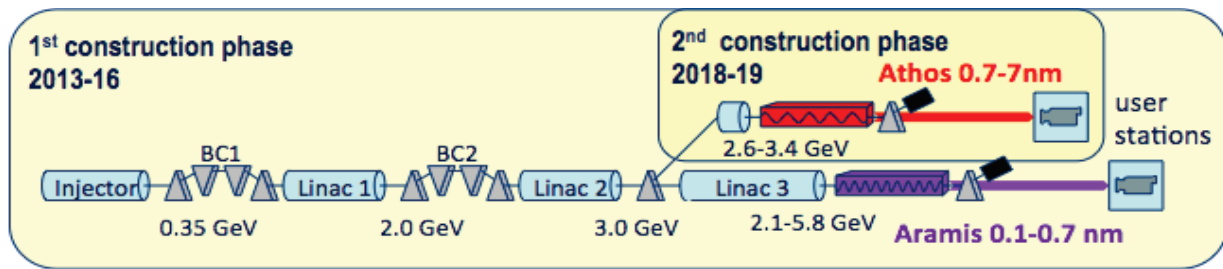 1st construction phase
2013-16
2nd construction phase
2018-19
Athos 0.7-7nm
user
stations
2.6-3.4 GeV
BC1
BC2
Injector
Linac 1
Linac 2
Linac 3
0.35 GeV
2.0 GeV
3.0 GeV
2.1-5.8 GeV
Aramis 0.1-0.7 nm